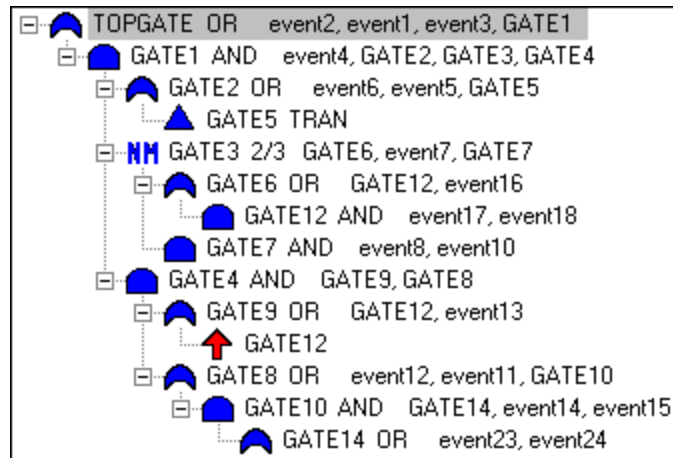 TOPGATE OR event2, event1, event3, GATE1
GATE1 AND event4, GATE2, GATE3, GATE4
GATE2 OR event6, event5, GATE5
GATE5 TRAN
NM GATE3 2/3 GATE6, event7, GATE7
GATE6 OR GATE12, event16
GATE12 AND event17, event18
GATE7 AND event8, event10
GATE4 AND GATE9, GATE8
GATE9 OR GATE12, event13
GATE12
GATE8 OR event12, event11, GATE10
GATE10 AND GATE14, event14, event15
GATE14 OR event23, event24